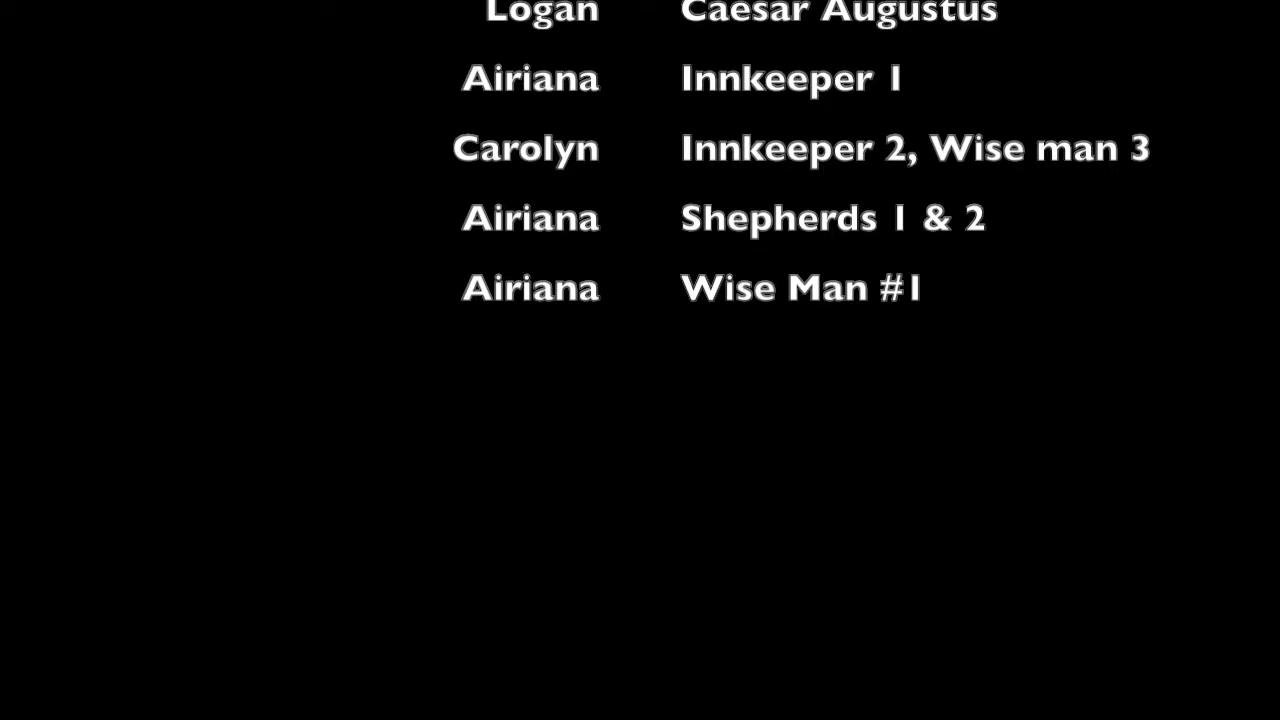 Logan Caesar Augustus
Airiana Innkeeper 1
Carolyn Innkeeper 2, Wise man 3
Airiana Shepherds 1 & 2
Airiana Wise Man #1